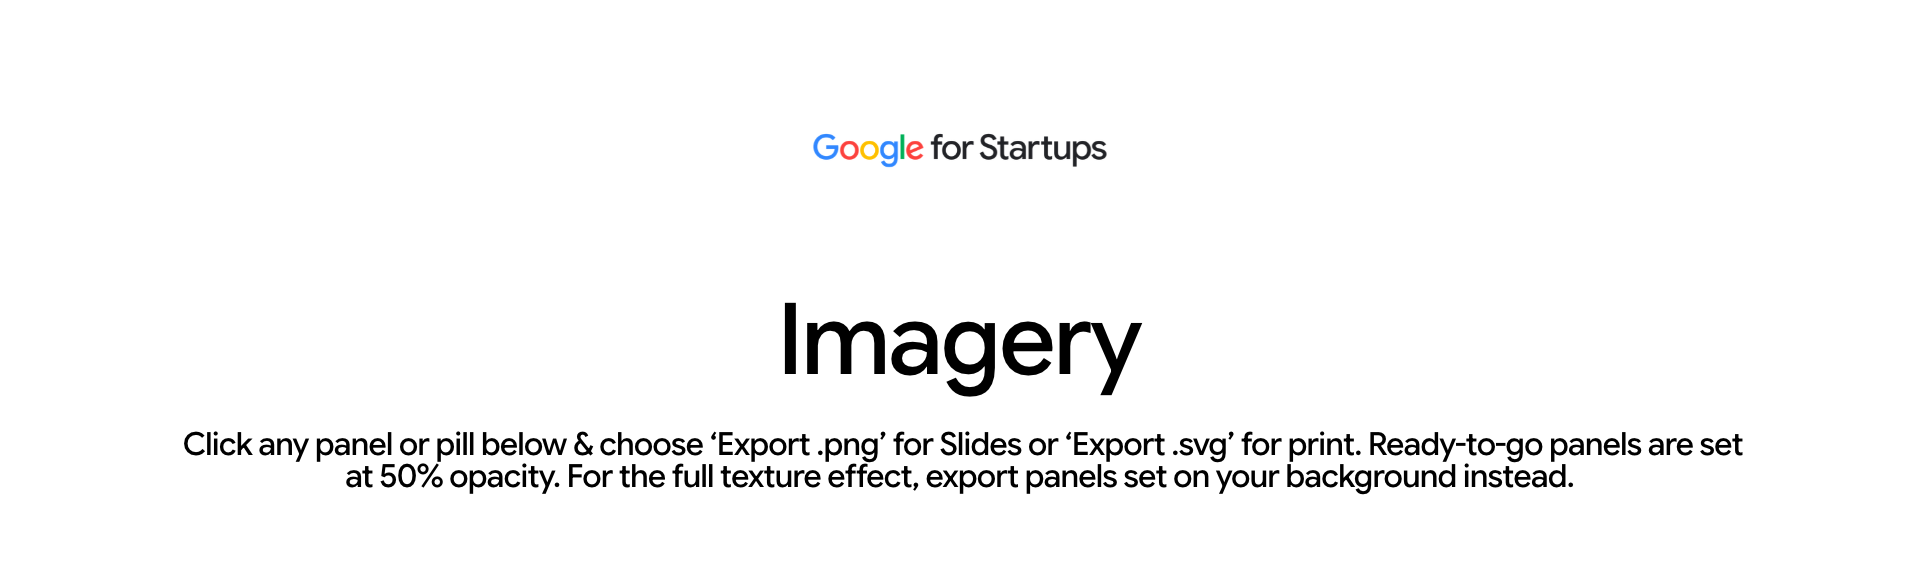 Google for Startups
Imagery
Click any panel or pill below & choose ‘Export .png’ for Slides or ‘Export .svg’ for print. Ready-to-go panels are set
at 50% opacity. For the full texture effect, export panels set on your background instead.